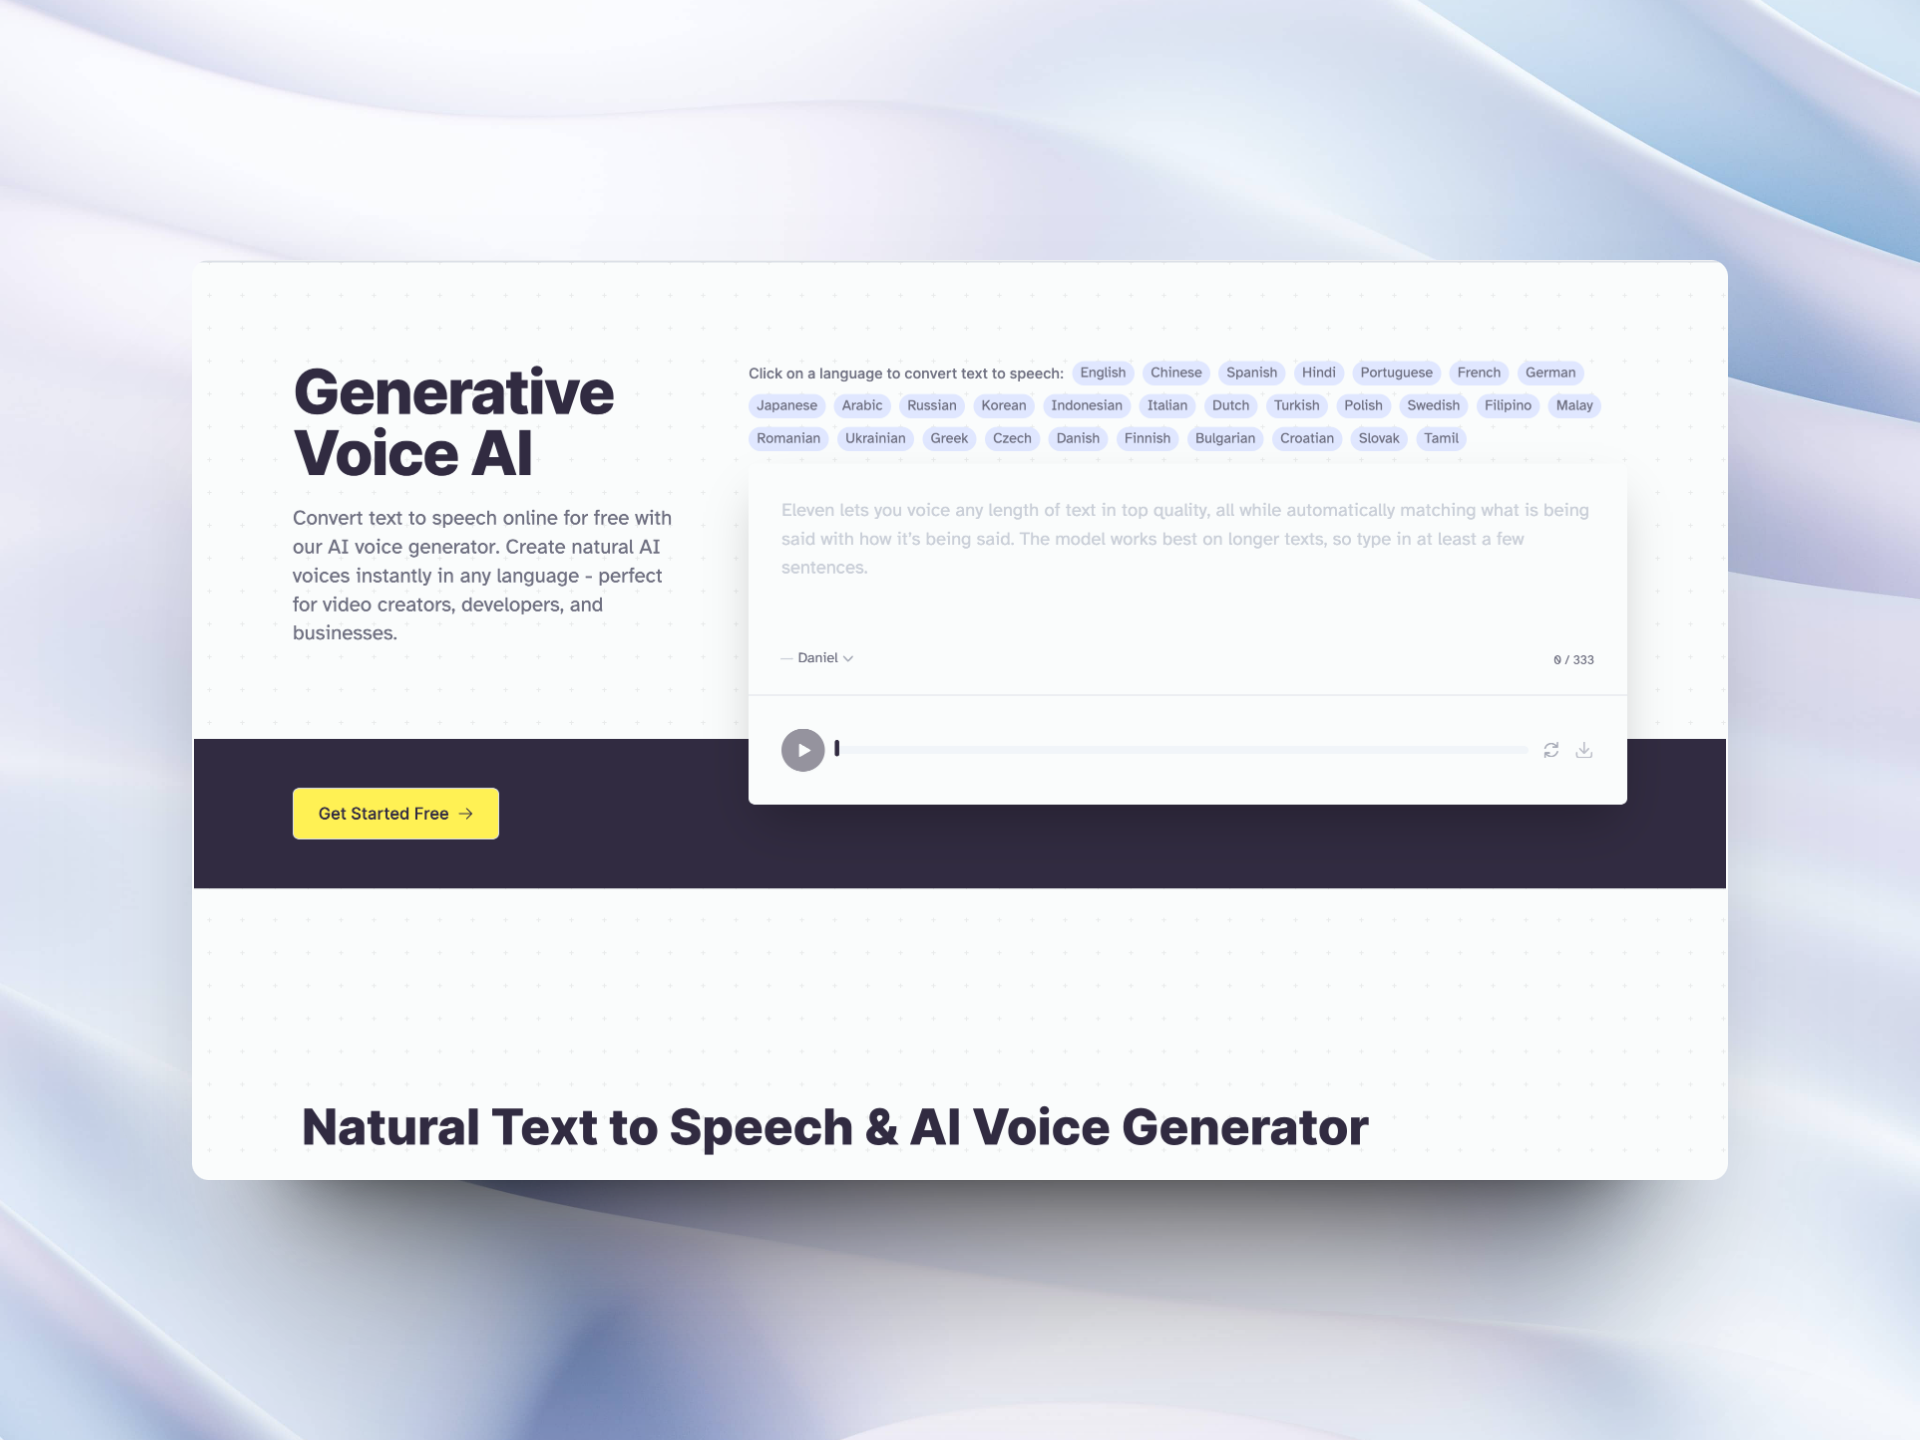 Generative
Voice AI
Convert text to speech online for free with
our AI voice generator. Create natural AI
voices instantly in any language - perfect
for video creators, developers, and
businesses.
Get Started Free →
Click on a language to convert text to speech: English Chinese Spanish Hindi Portuguese French German
Japanese Arabic Russian Korean Indonesian Italian Dutch Turkish Polish Swedish Filipino Malay
Romanian Ukrainian Greek Czech Danish Finnish Bulgarian Croatian Slovak Tamil
Eleven lets you voice any length of text in top quality, all while automatically matching what is being
said with how it's being said. The model works best on longer texts, so type in at least a few
sentences.
— Daniel
0 / 333
Natural Text to Speech & AI Voice Generator